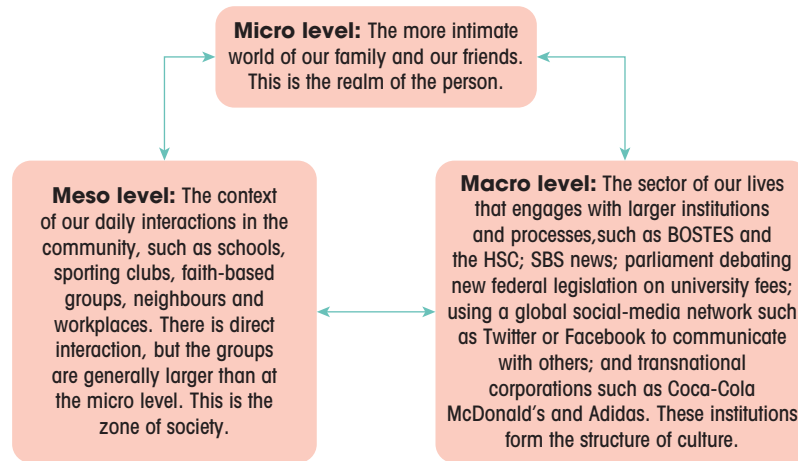 Micro level: The more intimate
world of our family and our friends.
This is the realm of the person.
Meso level: The context
of our daily interactions in the
community, such as schools,
sporting clubs, faith-based
groups, neighbours and
workplaces. There is direct
interaction, but the groups
are generally larger than at
the micro level. This is the
zone of society.
Macro level: The sector of our lives
that engages with larger institutions
and processes,such as BOSTES and
the HSC; SBS news; parliament debating
new federal legislation on university fees;
using a global social-media network such
as Twitter or Facebook to communicate
with others; and transnational
corporations such as Coca-Cola
McDonald's and Adidas. These institutions
form the structure of culture.